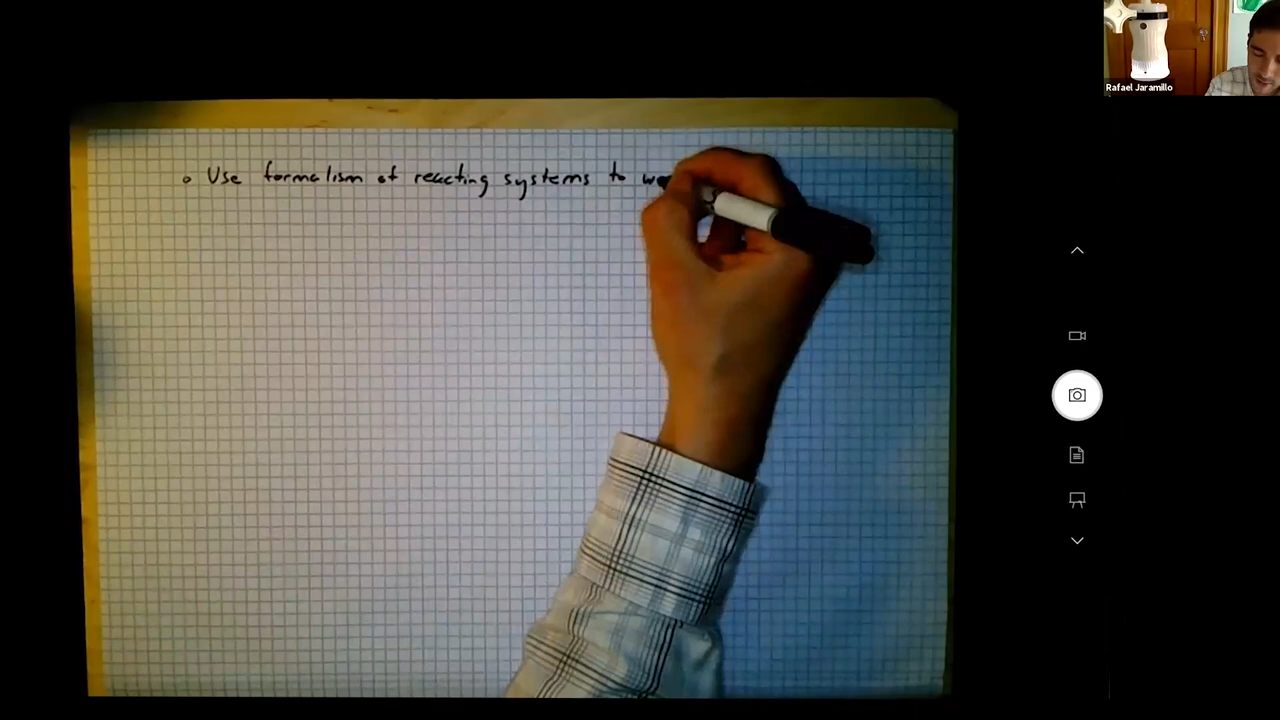 Rafael Jaramillo
o Use formalism of reacting systems to